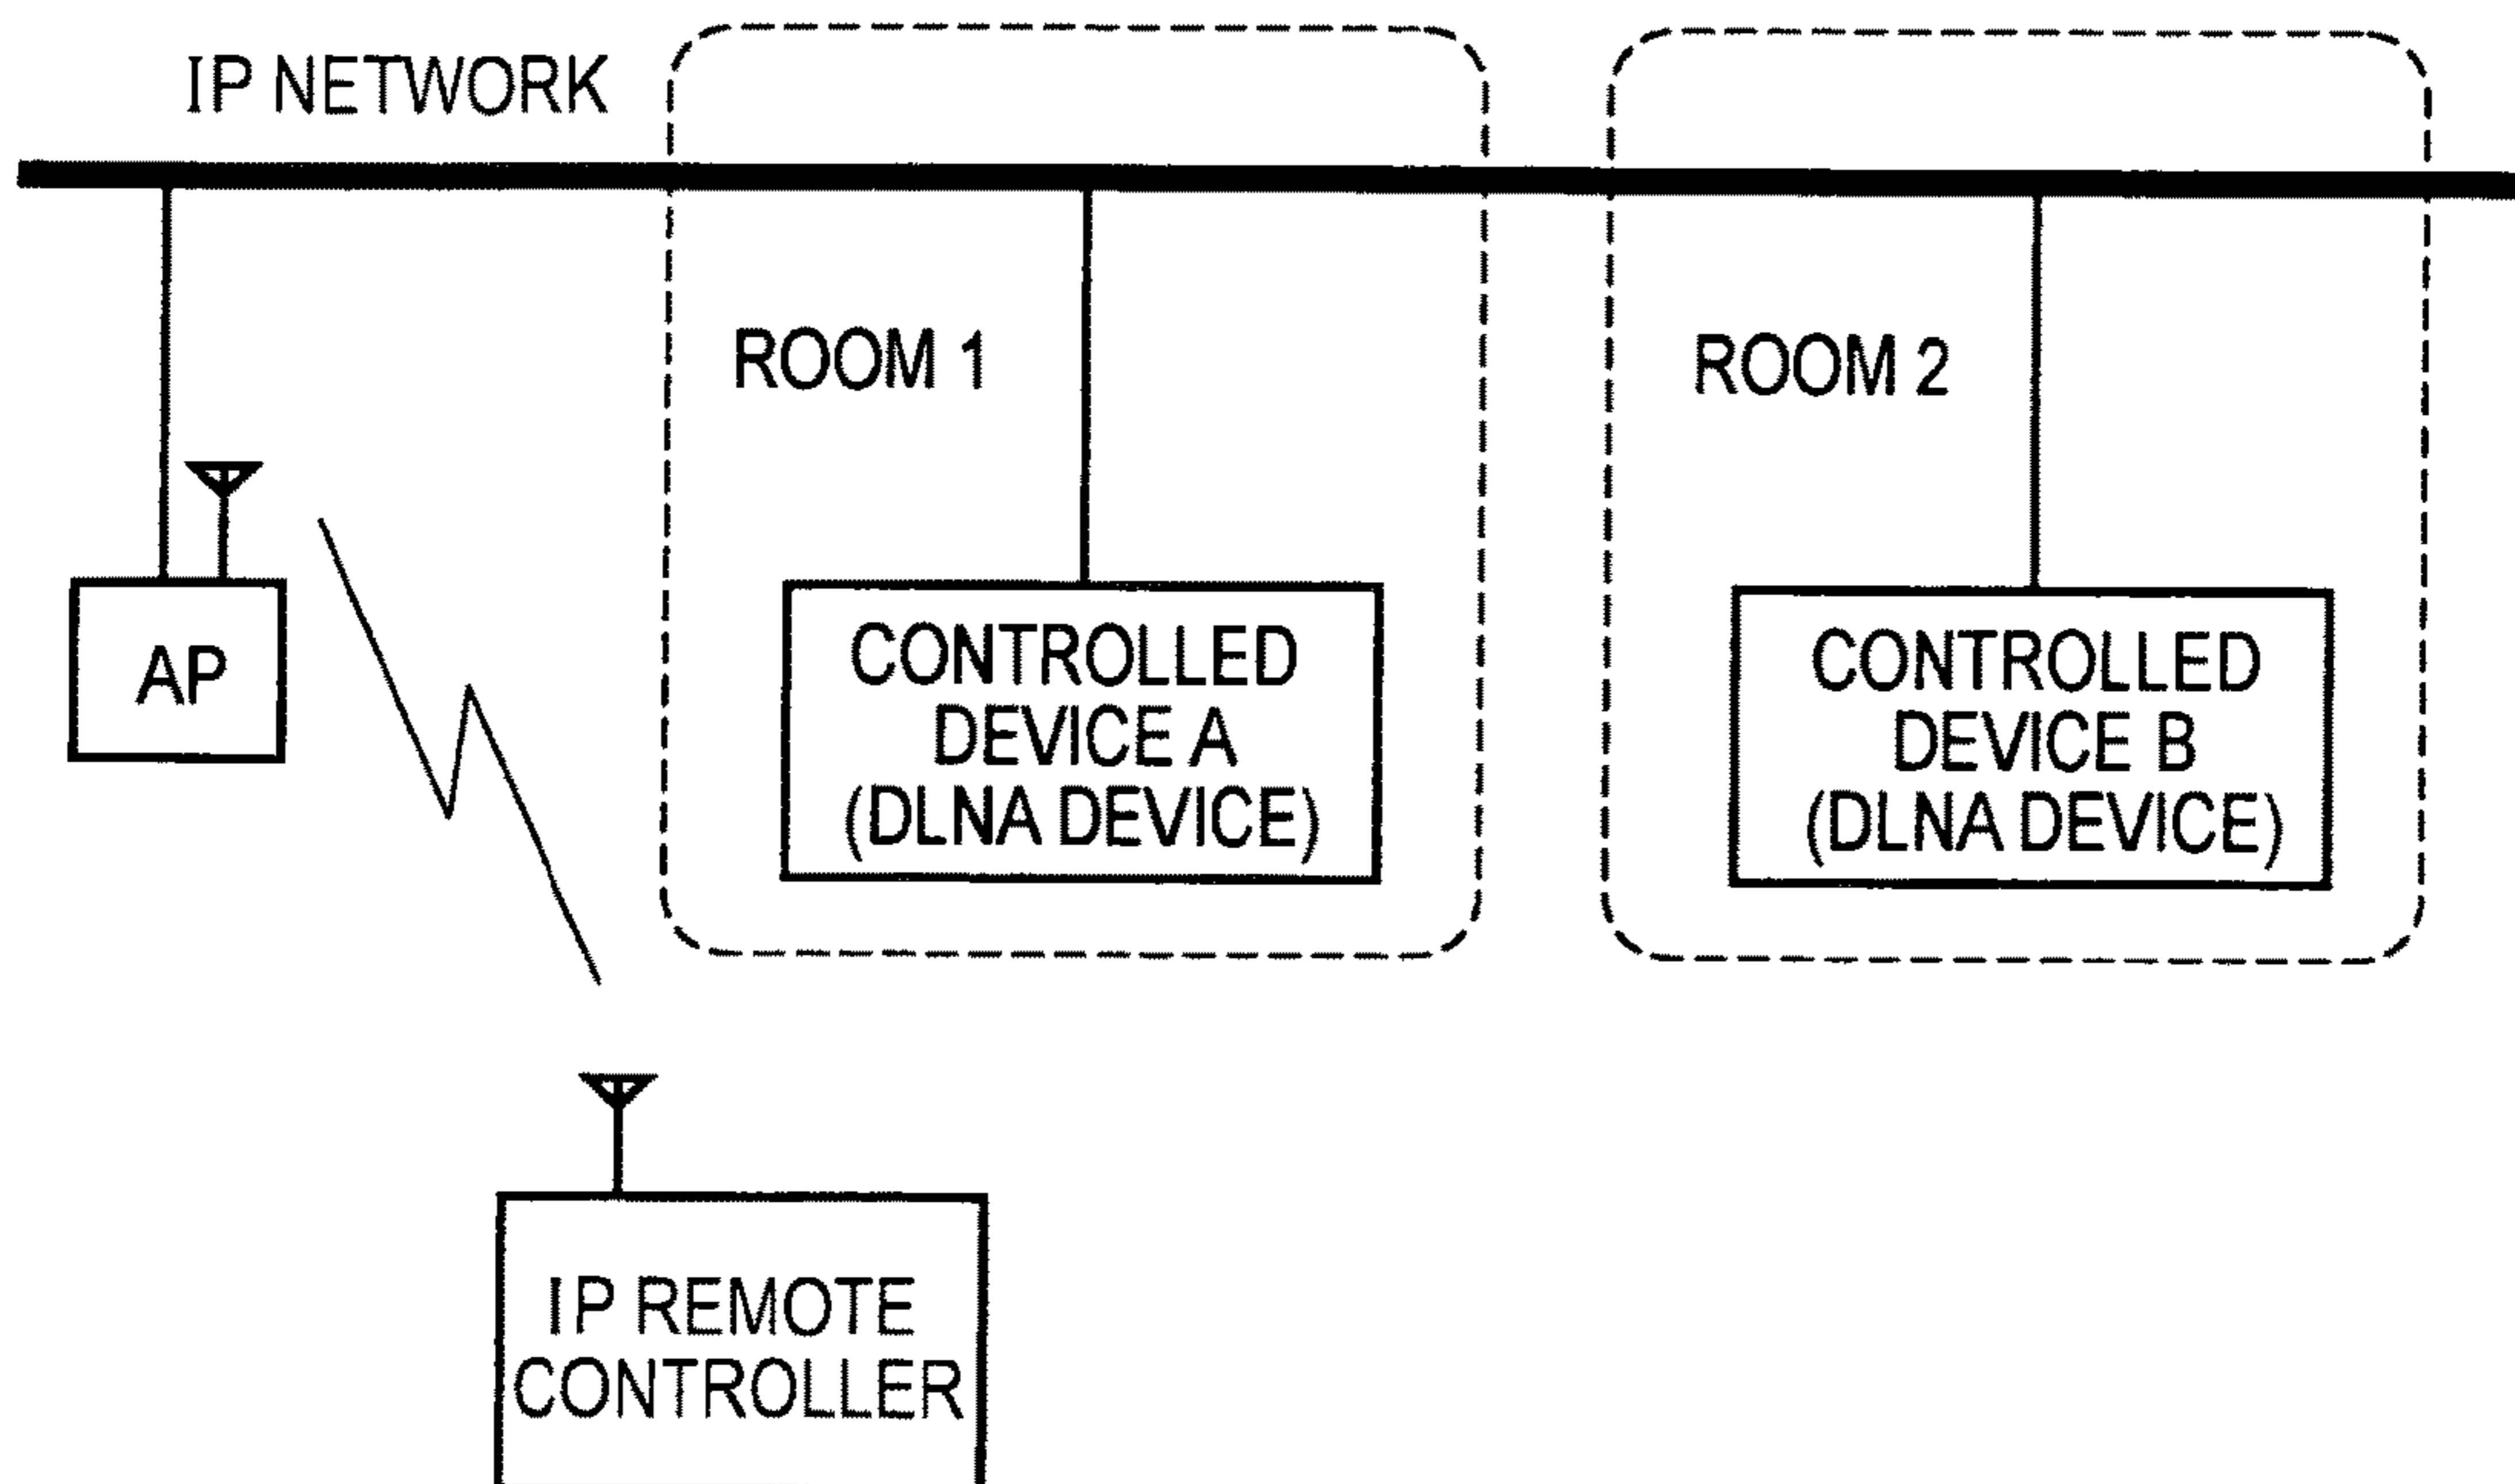 IP NETWORK
ROOM 1
ROOM 2
AP
CONTROLLED
DEVICE A
(DLNA DEVICE)
CONTROLLED
DEVICE B
(DLNA DEVICE)
IP REMOTE
CONTROLLER